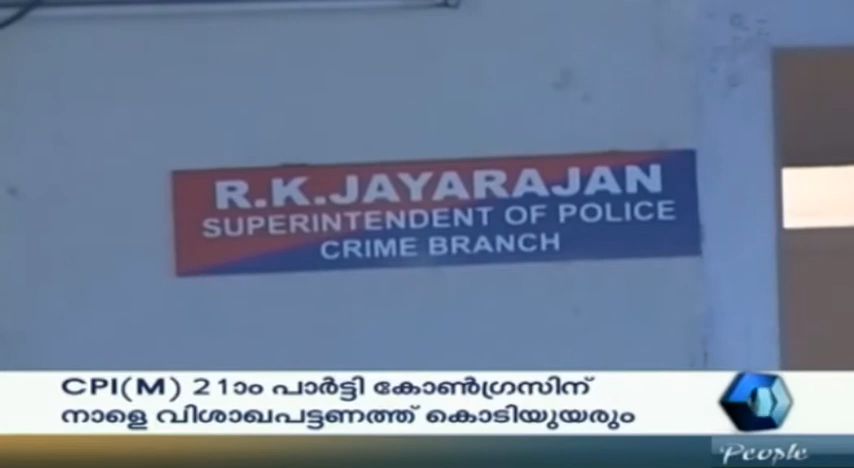 R.K.JAYARAJAN
SUPERINTENDENT OF POLICE
CRIME BRANCH
CPI(M) 21ാം പാർട്ടി കോൺഗ്രസിന്
നാളെ വിശാഖപട്ടണത്ത് കൊടിയുയരും
People